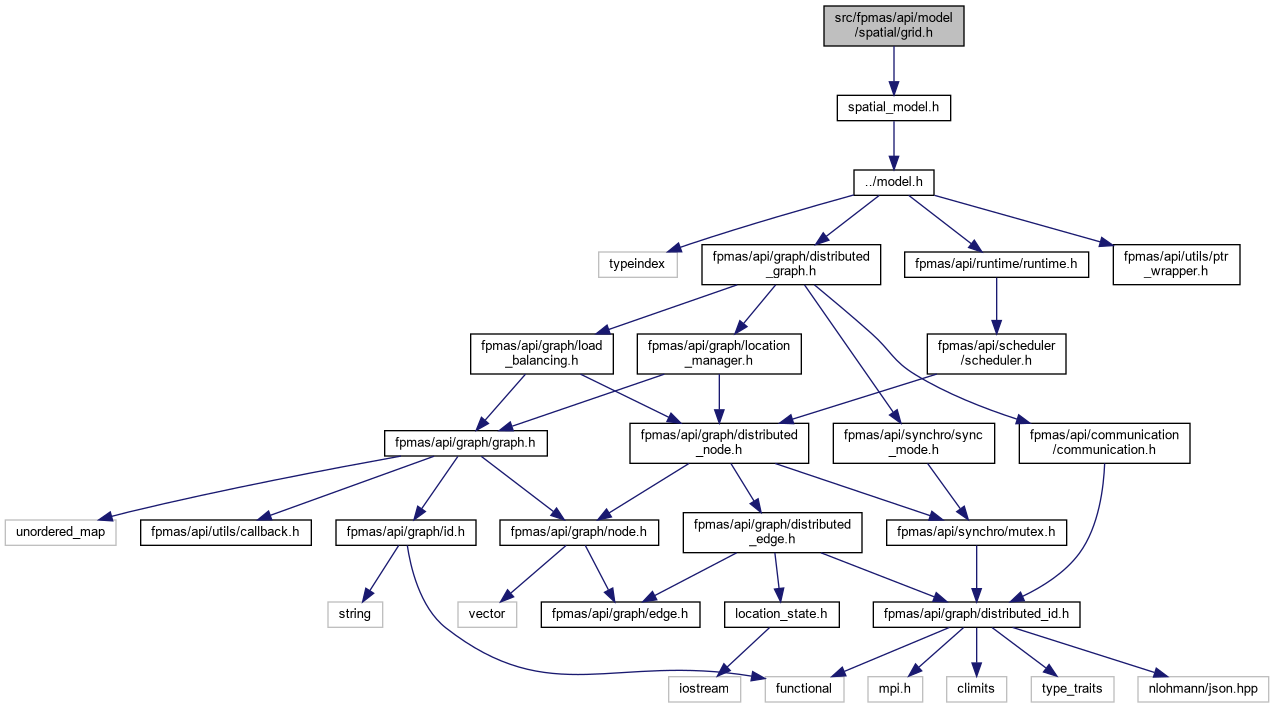 src/fpmas/api/model
/spatial/grid.h
spatial_model.h
../model.h
typeindex
fpmas/api/graph/distributed
_graph.h
fpmas/api/runtime/runtime.h
fpmas/api/utils/ptr
_wrapper.h
fpmas/api/graph/load
_balancing.h
fpmas/api/graph/location
_manager.h
fpmas/api/scheduler
/scheduler.h
fpmas/api/graph/graph.h
fpmas/api/graph/distributed
_node.h
fpmas/api/synchro/sync
_mode.h
fpmas/api/communication
/communication.h
unordered_map
fpmas/api/utils/callback.h
fpmas/api/graph/id.h
fpmas/api/graph/node.h
fpmas/api/graph/distributed
_edge.h
fpmas/api/synchro/mutex.h
string
vector
fpmas/api/graph/edge.h
location_state.h
fpmas/api/graph/distributed_id.h
iostream
functional
mpi.h
climits
type_traits
nlohmann/json.hpp